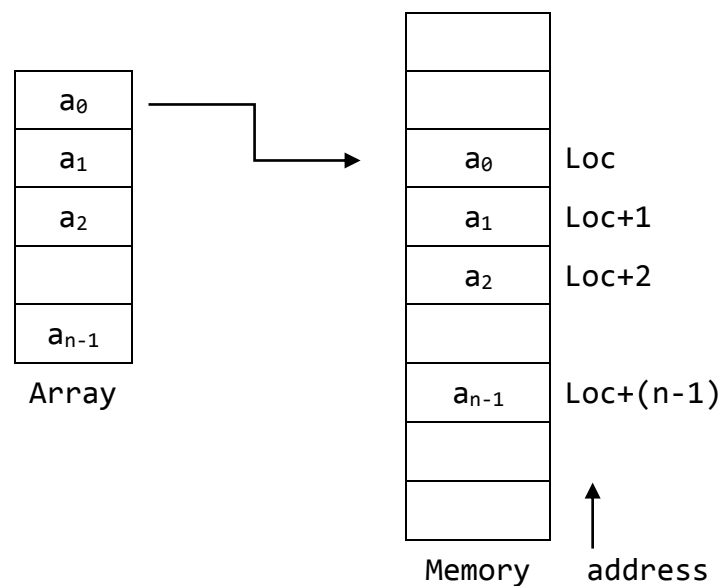 a₀
a₁
a₂
aₙ₋₁
Array
a₀ Loc
a₁ Loc+1
a₂ Loc+2
aₙ₋₁ Loc+(n-1)
Memory address